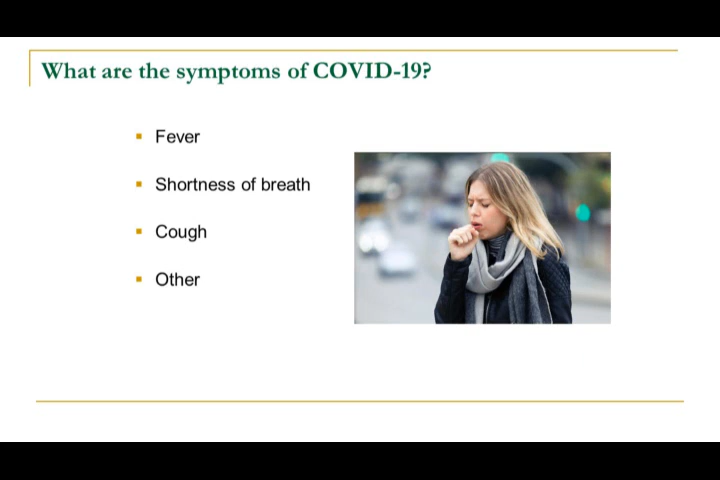 What are the symptoms of COVID-19?
Fever
Shortness of breath
Cough
Other